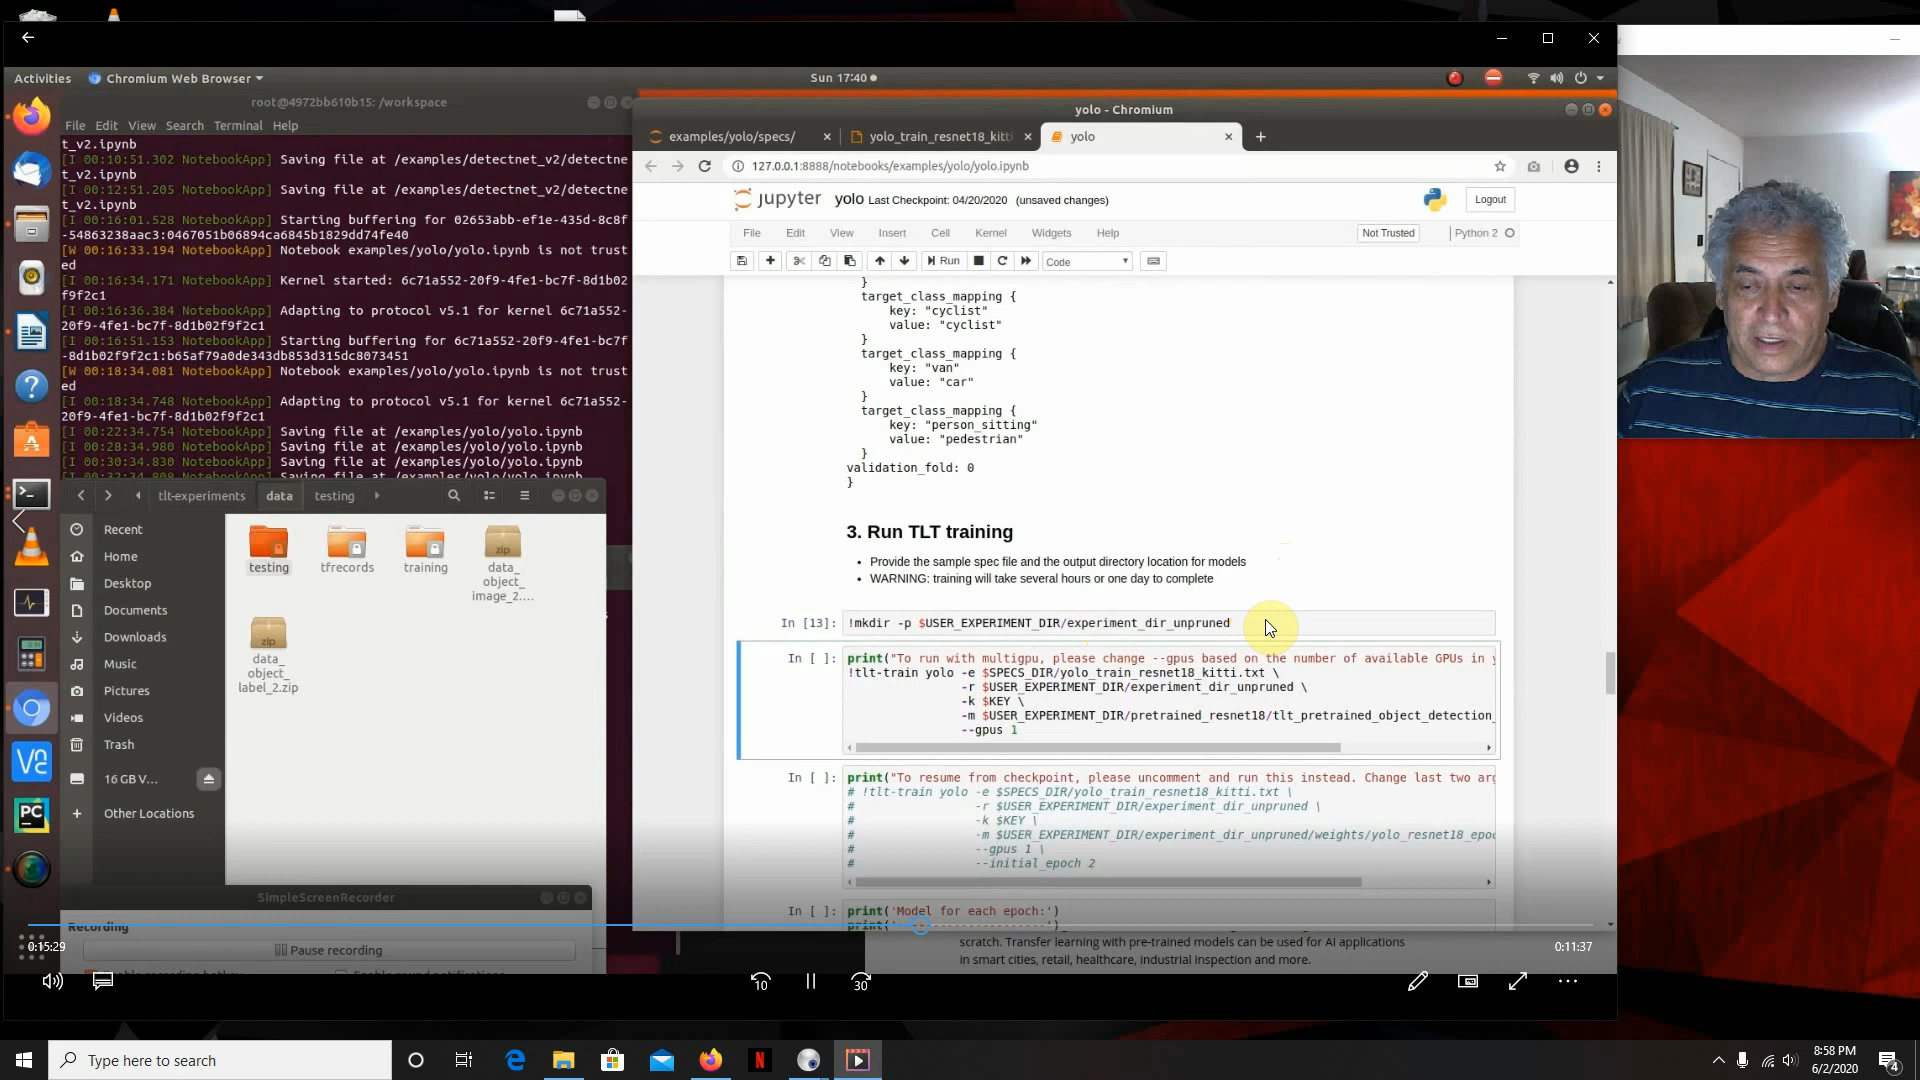 Activities
Chromium Web Browser
Sun 17:40
root@4972bb610b15: /workspace
File Edit View Search Terminal Help
t_v2.ipynb
[I 00:10:51.302 NotebookApp] Saving file at /examples/detectnet_v2/detectne
t_v2.ipynb
[I 00:12:51.205 NotebookApp] Saving file at /examples/detectnet_v2/detectne
t_v2.ipynb
[I 00:16:01.528 NotebookApp] Starting buffering for 02653abb-ef1e-435d-8c8f
-54863238aac3:0467051b06894ca6845b1829dd74fe40
[W 00:16:33.194 NotebookApp] Notebook examples/yolo/yolo.ipynb is not trust
ed
[I 00:16:34.171 NotebookApp] Kernel started: 6c71a552-20f9-4fe1-bc7f-8d1b02
f9f2c1
[I 00:16:36.384 NotebookApp] Adapting to protocol v5.1 for kernel 6c71a552-
20f9-4fe1-bc7f-8d1b02f9f2c1
[I 00:16:51.153 NotebookApp] Starting buffering for 6c71a552-20f9-4fe1-bc7f
-8d1b02f9f2c1:b65af79a0de343db853d315dc8073451
[W 00:18:34.081 NotebookApp] Notebook examples/yolo/yolo.ipynb is not trust
ed
[I 00:18:34.748 NotebookApp] Adapting to protocol v5.1 for kernel 6c71a552-
20f9-4fe1-bc7f-8d1b02f9f2c1
[I 00:22:34.754 NotebookApp] Saving file at /examples/yolo/yolo.ipynb
[I 00:28:34.980 NotebookApp] Saving file at /examples/yolo/yolo.ipynb
[I 00:30:34.830 NotebookApp] Saving file at /examples/yolo/yolo.ipynb
tlt-experiments data testing
Recent
Home
Desktop
Documents
Downloads
Music
Pictures
Videos
Trash
16 GB V...
Other Locations
testing
tfrecords
training
zip
data_
object_
image_2....
zip
data_
object_
label_2.zip
SimpleScreenRecorder
Recording
Pause recording
yolo - Chromium
examples/yolo/specs/
yolo_train_resnet18_kitti
yolo
127.0.0.1:8888/notebooks/examples/yolo/yolo.ipynb
jupyter yolo Last Checkpoint: 04/20/2020 (unsaved changes)
Logout
File Edit View Insert Cell Kernel Widgets Help
Not Trusted
Python 2
Run
Code
}
target_class_mapping {
key: "cyclist"
value: "cyclist"
}
target_class_mapping {
key: "van"
value: "car"
}
target_class_mapping {
key: "person_sitting"
value: "pedestrian"
}
validation_fold: 0
}
3. Run TLT training
• Provide the sample spec file and the output directory location for models
• WARNING: training will take several hours or one day to complete
In [13]: !mkdir -p $USER_EXPERIMENT_DIR/experiment_dir_unpruned
In [ ]: print("To run with multigpu, please change --gpus based on the number of available GPUs in y
!tlt-train yolo -e $SPECS_DIR/yolo_train_resnet18_kitti.txt \
-r $USER_EXPERIMENT_DIR/experiment_dir_unpruned \
-k $KEY \
-m $USER_EXPERIMENT_DIR/pretrained_resnet18/tlt_pretrained_object_detection_
--gpus 1
In [ ]: print("To resume from checkpoint, please uncomment and run this instead. Change last two arg
# !tlt-train yolo -e $SPECS_DIR/yolo_train_resnet18_kitti.txt \
# -r $USER_EXPERIMENT_DIR/experiment_dir_unpruned \
# -k $KEY \
# -m $USER_EXPERIMENT_DIR/experiment_dir_unpruned/weights/yolo_resnet18_epoc
# --gpus 1 \
# --initial_epoch 2
In [ ]: print('Model for each epoch:')
scratch. Transfer learning with pre-trained models can be used for AI applications
in smart cities, retail, healthcare, industrial inspection and more.
0:15:29
0:11:37
10
30
V2
PC
Type here to search
N
8:58 PM
6/2/2020
4